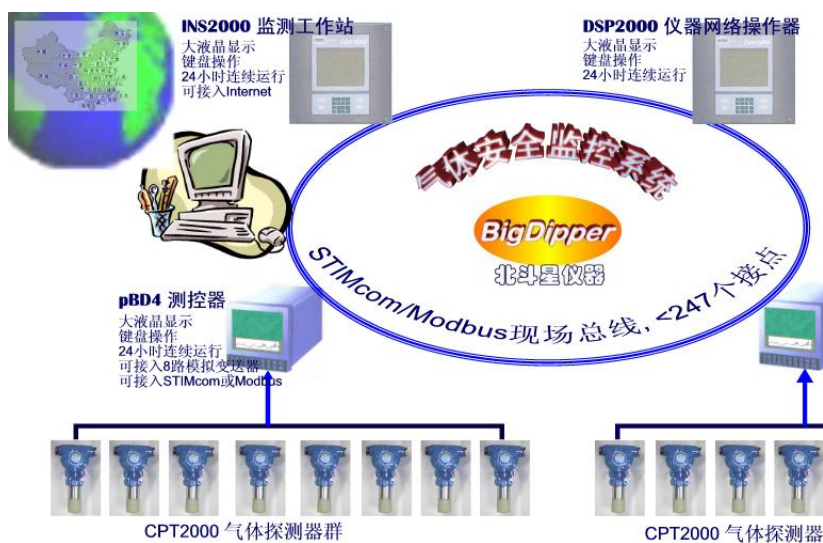 INS2000 监测工作站
大液晶显示
键盘操作
24小时连续运行
可接入Internet
DSP2000 仪器网络操作器
大液晶显示
键盘操作
24小时连续运行
气体安全监控系统
BigDipper
北斗星仪器
STIMcom/Modbus现场总线, <247个接点
pBD4 测控器
大液晶显示
键盘操作
24小时连续运行
可接入8路模拟变送器
可接入STIMcom或Modbus
CPT2000 气体探测器群
CPT2000 气体探测器